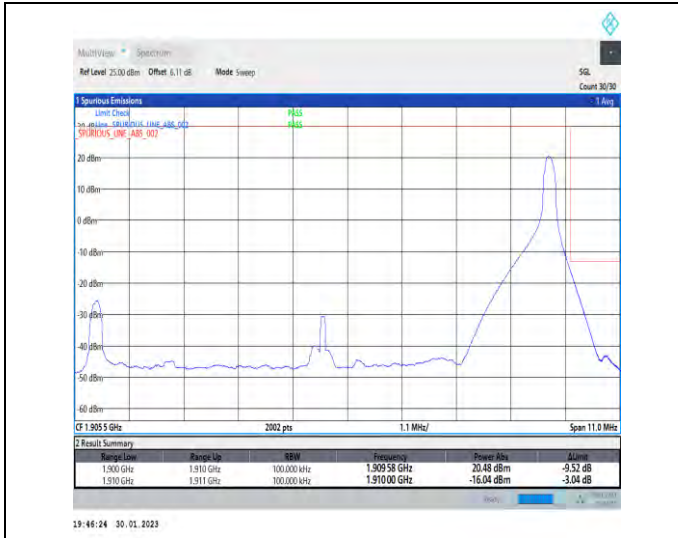 MultiView Spectrum
Ref Level 25.00 dBm Offset 6.11 dB Mode Sweep SGL
Count 30/30
1 Spurious Emissions 1 Avg
Limit Check PASS
Line _SPURIOUS_LINE_ABS_002 PASS
SPURIOUS_LINE_ABS_002
20 dBm
10 dBm
0 dBm
-10 dBm
-20 dBm
-30 dBm
-40 dBm
-50 dBm
-60 dBm
CF 1.905 5 GHz 2002 pts 1.1 MHz/ Span 11.0 MHz
2 Result Summary
Range Low Range Up RBW Frequency Power Abs ΔLimit
1,900 GHz 1,910 GHz 100.000 kHz 1.909 58 GHz 20.48 dBm -9.52 dB
1.910 GHz 1.911 GHz 100.000 kHz 1.910 00 GHz -16.04 dBm -3.04 dB
19:46:24 30.01.2023